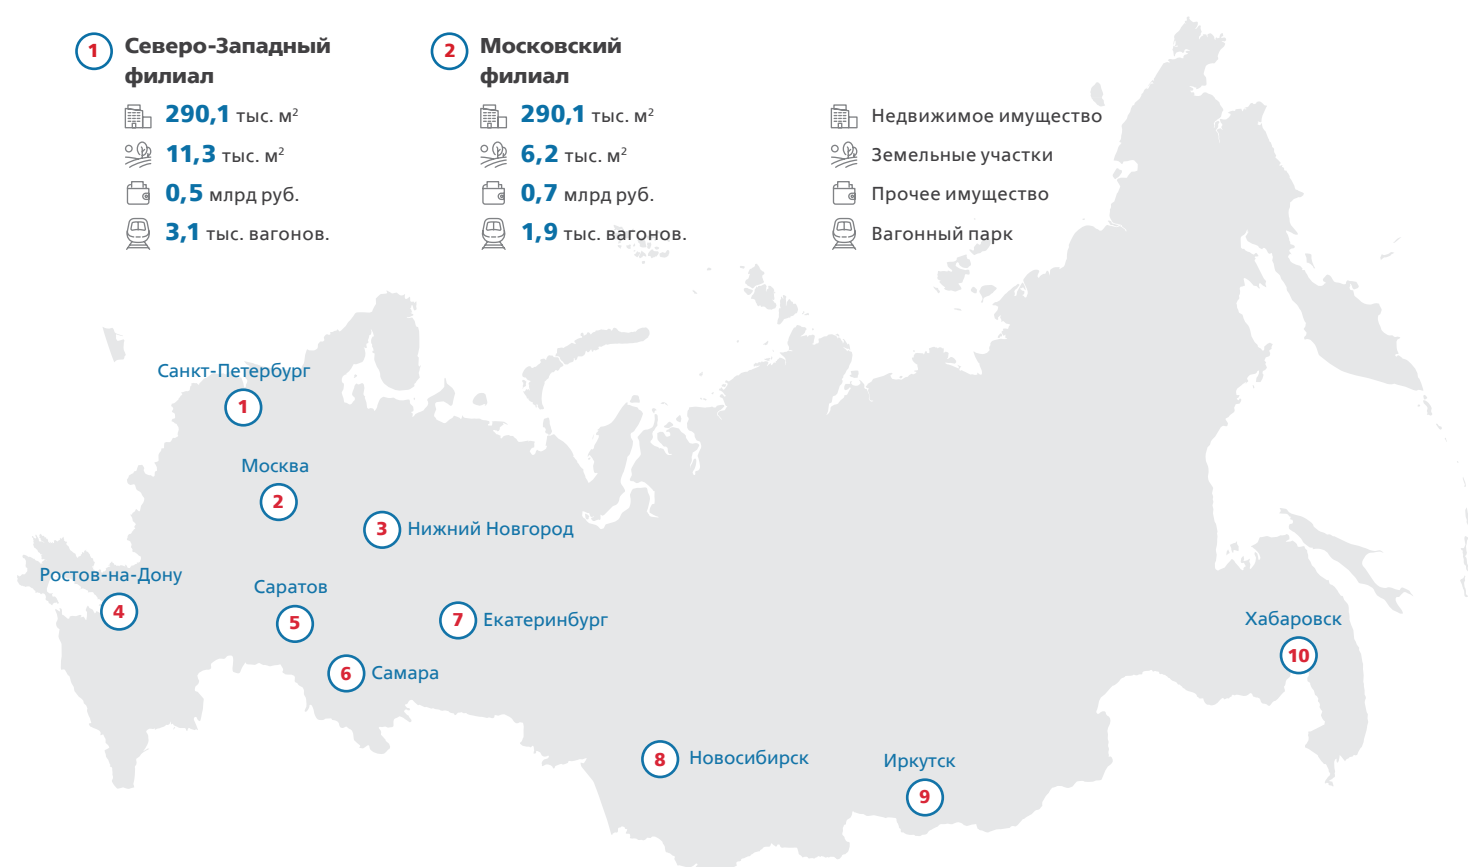 1
Северо-Западный
филиал
290,1 тыс. м²
11,3 тыс. м²
0,5 млрд руб.
3,1 тыс. вагонов.
2
Московский
филиал
290,1 тыс. м²
6,2 тыс. м²
0,7 млрд руб.
1,9 тыс. вагонов.
Недвижимое имущество
Земельные участки
Прочее имущество
Вагонный парк
Санкт-Петербург
1
Москва
2
3 Нижний Новгород
Ростов-на-Дону
4
Саратов
5
6 Самара
7 Екатеринбург
8 Новосибирск
Иркутск
9
Хабаровск
10